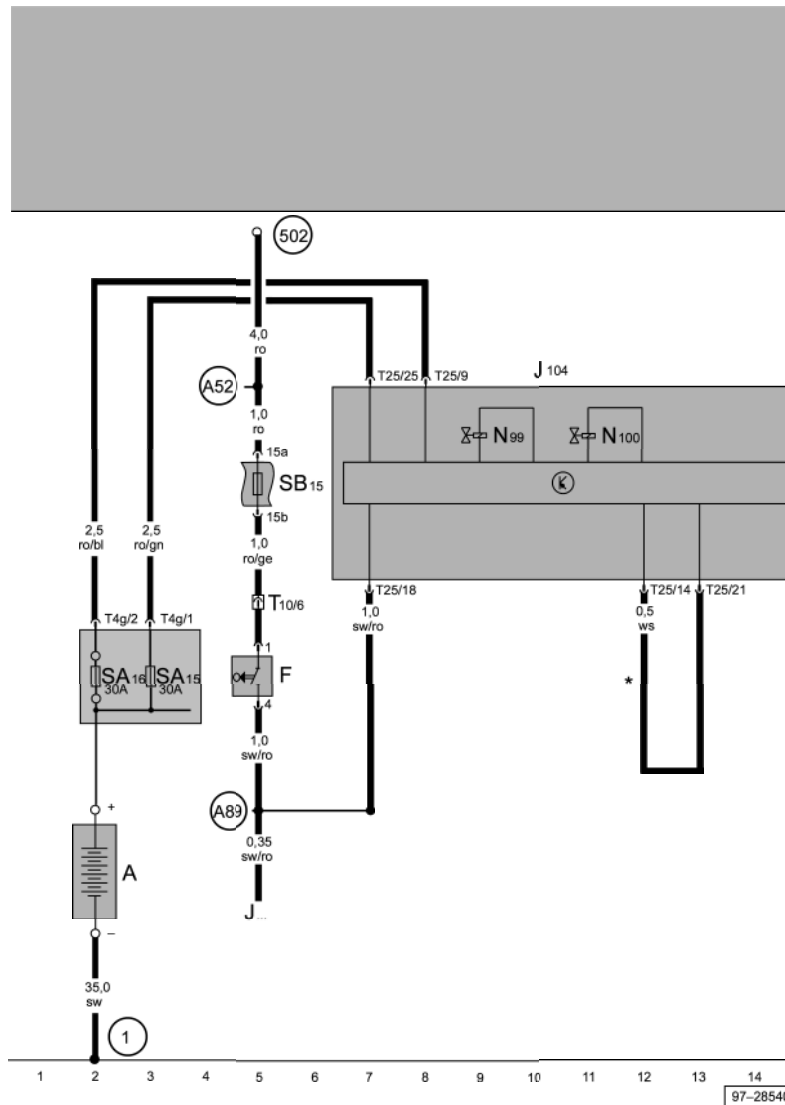 502
4,0
ro
A52
1,0
ro
15a
SB 15
15b
1,0
ro/ge
T10/6
1
F
4
1,0
sw/ro
A89
0,35
sw/ro
J ...
J 104
T25/25 T25/9
N99
N100
K
T25/18
1,0
sw/ro
T25/14 T25/21
0,5
ws
*
2,5
ro/bl
2,5
ro/gn
T4g/2 T4g/1
SA16 SA15
30A 30A
+
A
–
35,0
sw
1
1 2 3 4 5 6 7 8 9 10 11 12 13 14
97–28540